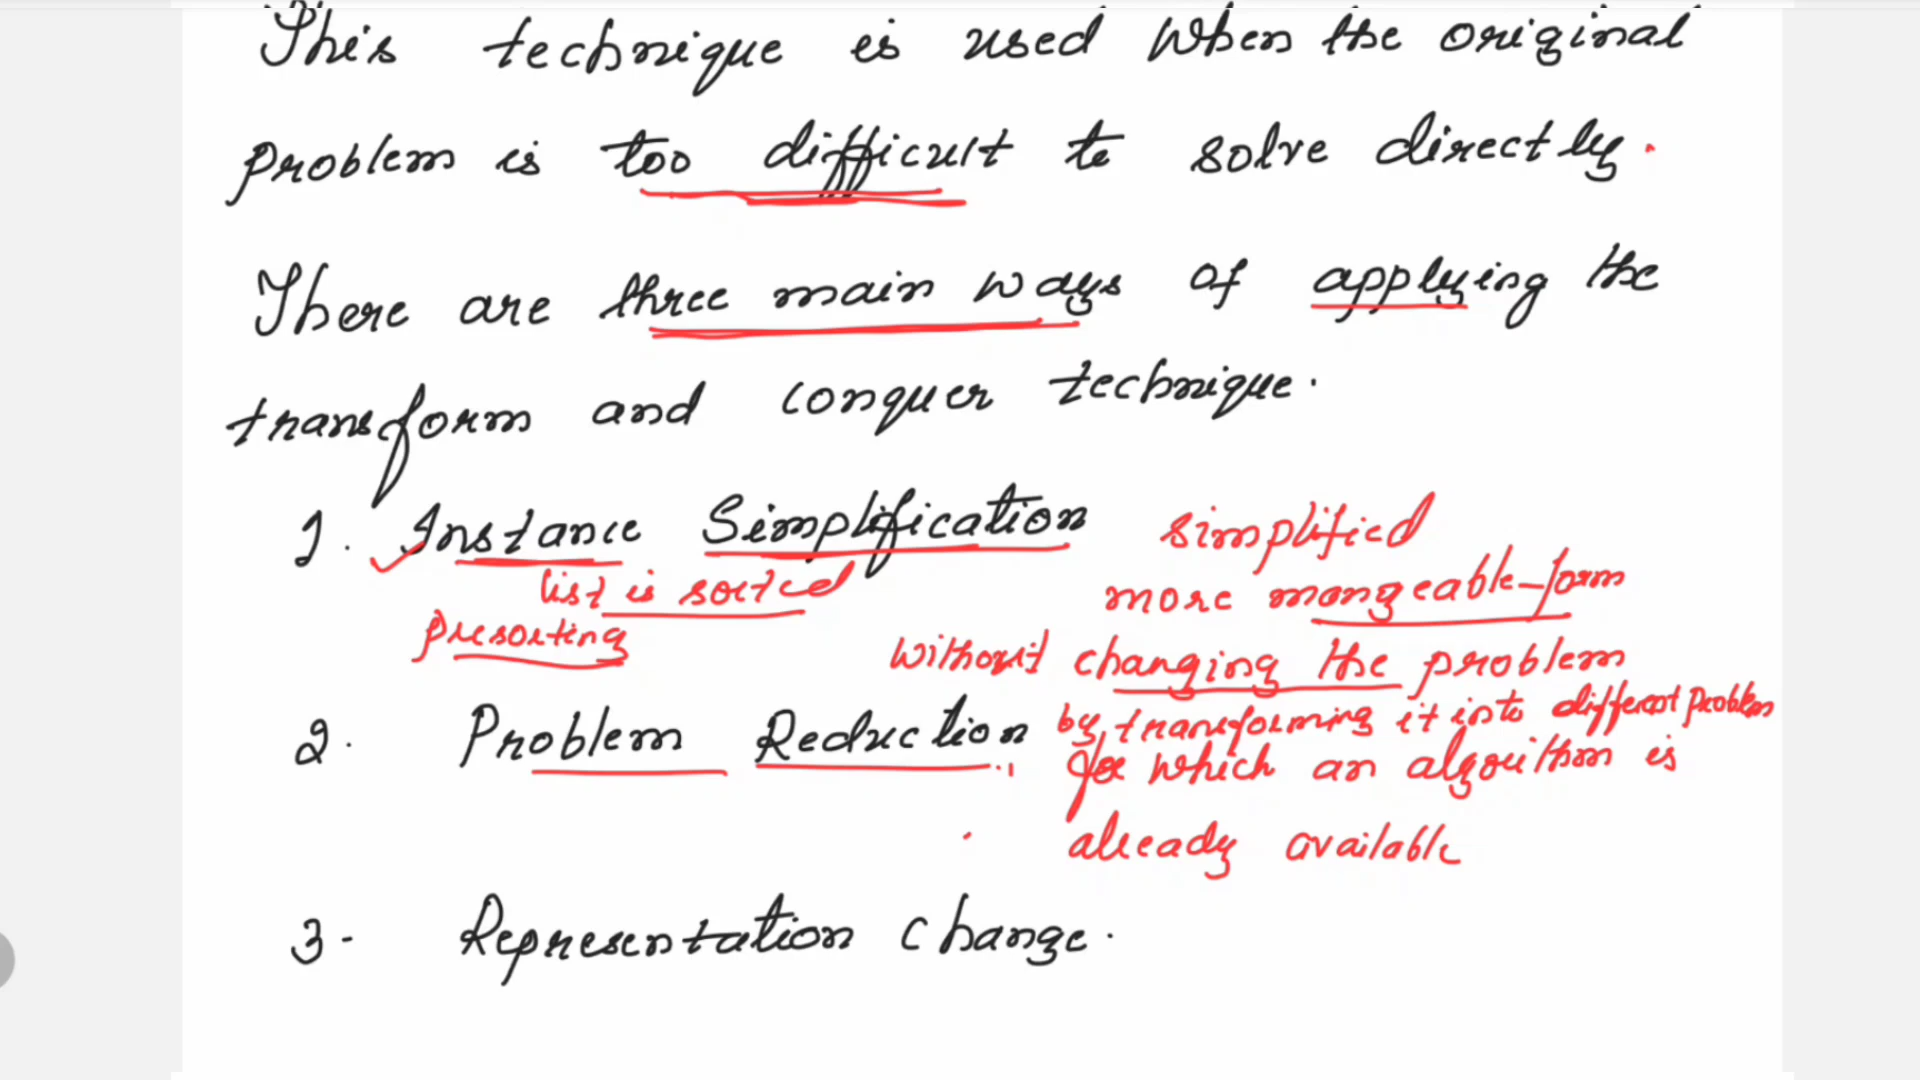 This technique is used when the original
problem is too difficult to solve directly.
There are three main ways of applying the
transform and conquer technique.
1. Instance Simplification simplified
list is sorted more mangeable-form
presorting without changing the problem
2. Problem Reduction by transforming it into different problem
for which an algorithm is
already available
3- Representation change.